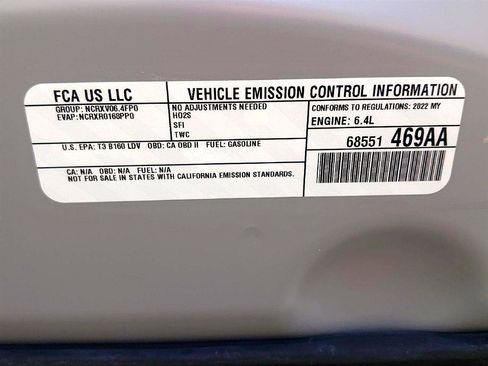 FCA US LLC
VEHICLE EMISSION CONTROL INFORMATION
GROUP: NCRXV06.4FP0
EVAP: NCRXR0168PP0
NO ADJUSTMENTS NEEDED
HO2S
SFI
TWC
CONFORMS TO REGULATIONS: 2022 MY
ENGINE: 6.4L
U.S. EPA: T3 B160 LDV OBD: CA OBD II FUEL: GASOLINE
68551 469AA
CA: N/A OBD: N/A FUEL: N/A
NOT FOR SALE IN STATES WITH CALIFORNIA EMISSION STANDARDS.